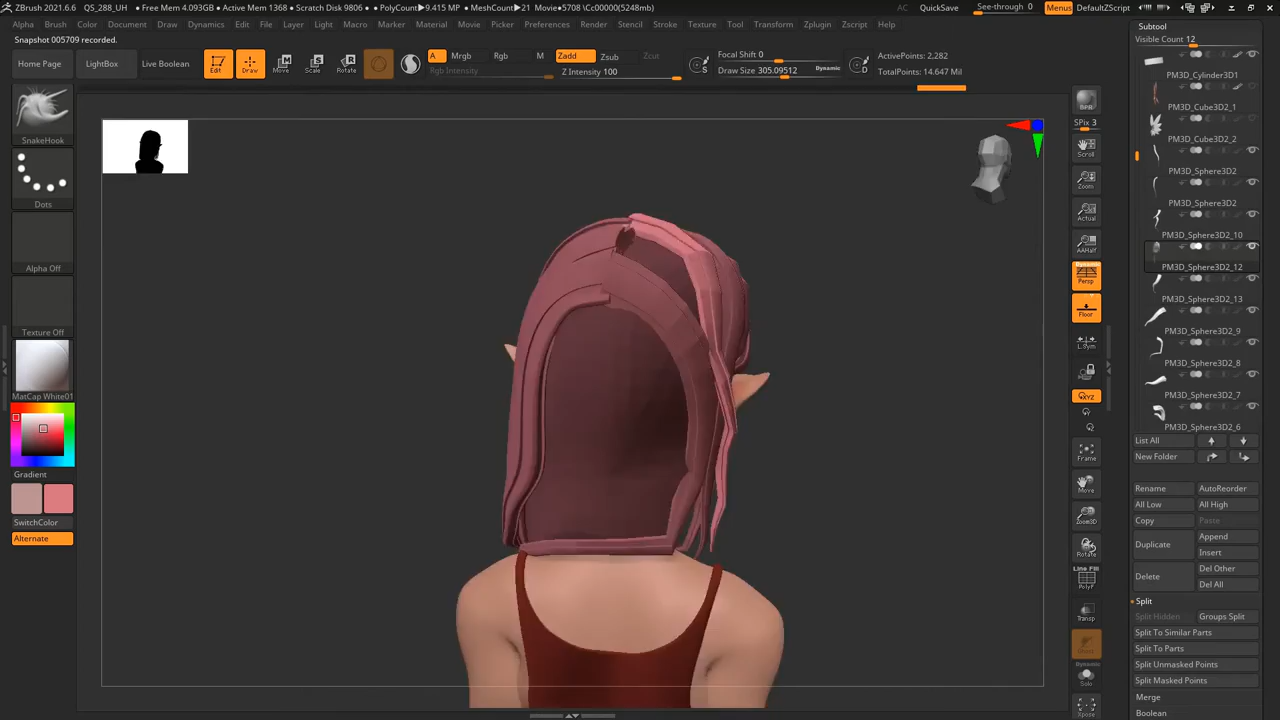 ZBrush 2021.6.6 QS_288_UH • Free Mem 4.093GB • Active Mem 1368 • Scratch Disk 9806 • PolyCount▶9.415 MP • MeshCount▶21 Movie•5708 \Cc00000(5248mb) AC QuickSave See-through 0 Menus DefaultZScript
Alpha Brush Color Document Draw Dynamics Edit File Layer Light Macro Marker Material Movie Picker Preferences Render Stencil Stroke Texture Tool Transform Zplugin Zscript Help
Snapshot 005709 recorded.
Home Page LightBox Live Boolean Edit Draw Move Scale Rotate
A Mrgb Rgb M Zadd Zsub Zcut
Rgb Intensity Z Intensity 100
Focal Shift 0
Draw Size 305.09512 Dynamic
S D
ActivePoints: 2,282
TotalPoints: 14.647 Mil
SnakeHook
Dots
Alpha Off
Texture Off
MatCap White01
Gradient
SwitchColor
Alternate
BPR
SPix 3
Scroll
Zoom
Actual
AAHalf
Dynamic
Persp
Floor
L.Sym
XYZ
Frame
Move
Zoom3D
Rotate
Line Fill
PolyF
Transp
Ghost
Dynamic
Solo
Xpose
Subtool
Visible Count 12
PM3D_Cylinder3D1
PM3D_Cube3D2_1
PM3D_Cube3D2_2
PM3D_Sphere3D2
PM3D_Sphere3D2
PM3D_Sphere3D2_10
PM3D_Sphere3D2_12
PM3D_Sphere3D2_13
PM3D_Sphere3D2_9
PM3D_Sphere3D2_8
PM3D_Sphere3D2_7
PM3D_Sphere3D2_6
List All
New Folder
Rename AutoReorder
All Low All High
Copy Paste
Duplicate Append
Insert
Delete Del Other
Del All
Split
Split Hidden Groups Split
Split To Similar Parts
Split To Parts
Split Unmasked Points
Split Masked Points
Merge
Boolean